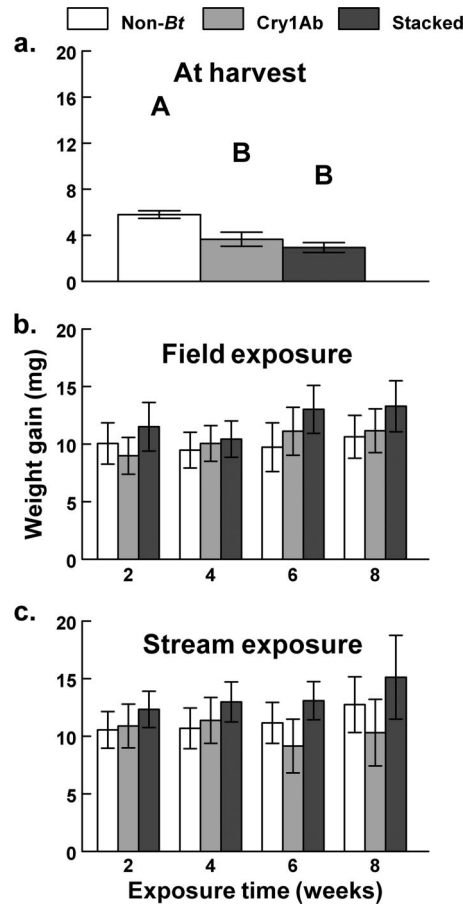 Non-Bt Cry1Ab Stacked
a.
At harvest
20
16
12
8
4
0
A
B
B
b.
Field exposure
20
15
10
5
0
2 4 6 8
Weight gain (mg)
c.
Stream exposure
20
15
10
5
0
2 4 6 8
Exposure time (weeks)